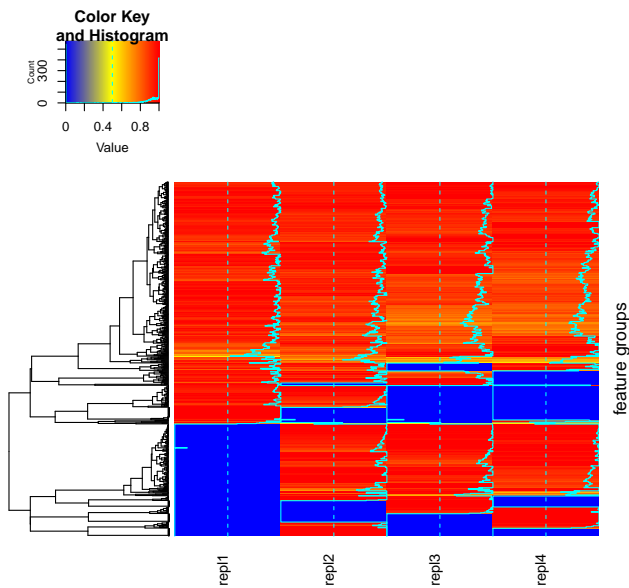 Color Key
and Histogram
Count
0 300
0 0.4 0.8
Value
feature groups
repl1 repl2 repl3 repl4